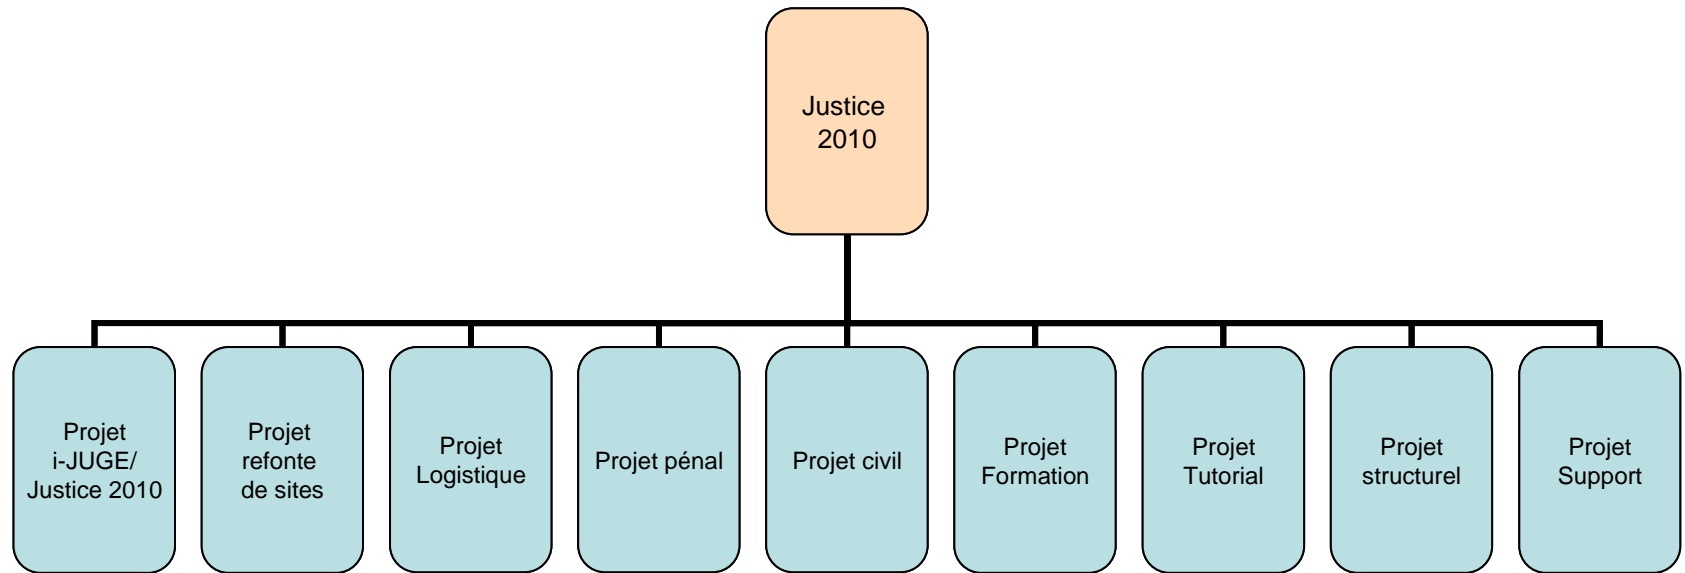 Justice
2010
Projet
i-JUGE/
Justice 2010
Projet
refonte
de sites
Projet
Logistique
Projet pénal
Projet civil
Projet
Formation
Projet
Tutorial
Projet
structurel
Projet
Support